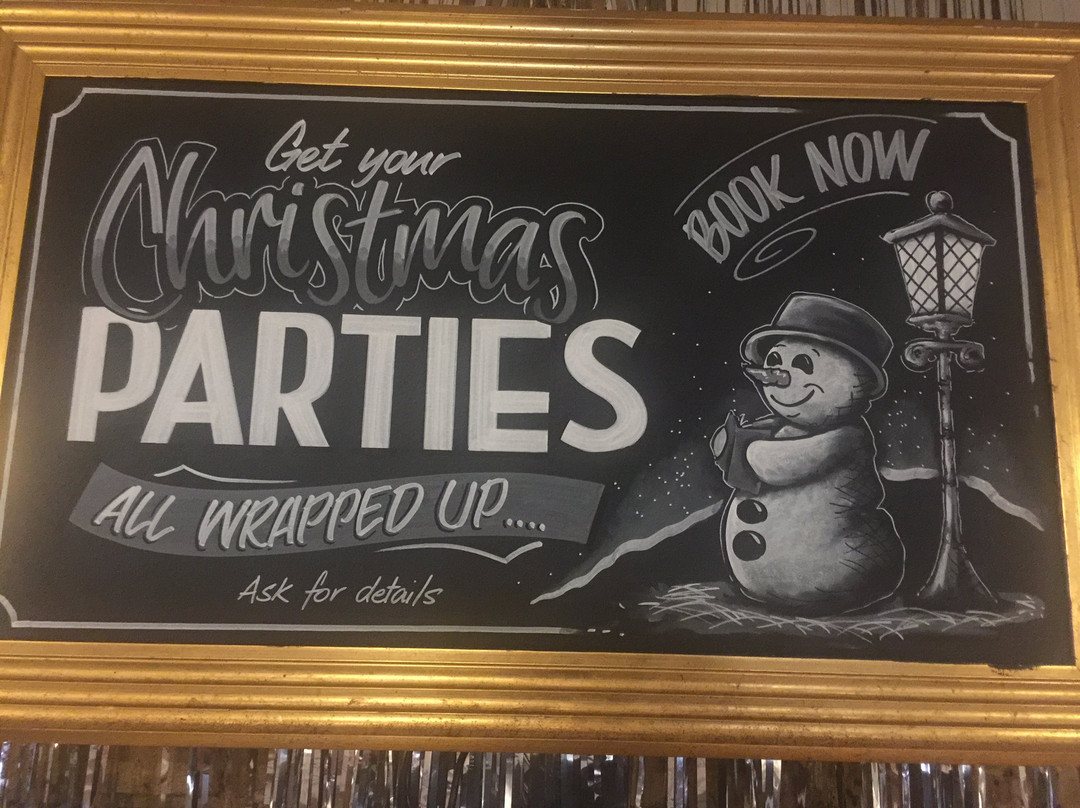 Get your
Christmas
PARTIES
ALL WRAPPED UP....
Ask for details
BOOK NOW